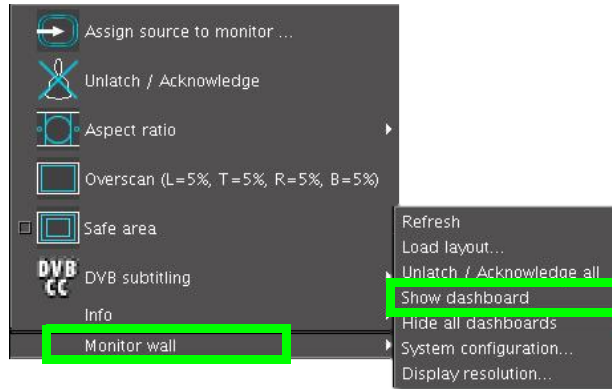 Assign source to monitor ...
Unlatch / Acknowledge
Aspect ratio
Overscan (L=5%, T=5%, R=5%, B=5%)
Safe area
DVB
CC
DVB subtitling
Info
Monitor wall
Refresh
Load layout...
Unlatch / Acknowledge all
Show dashboard
Hide all dashboards
System configuration...
Display resolution...